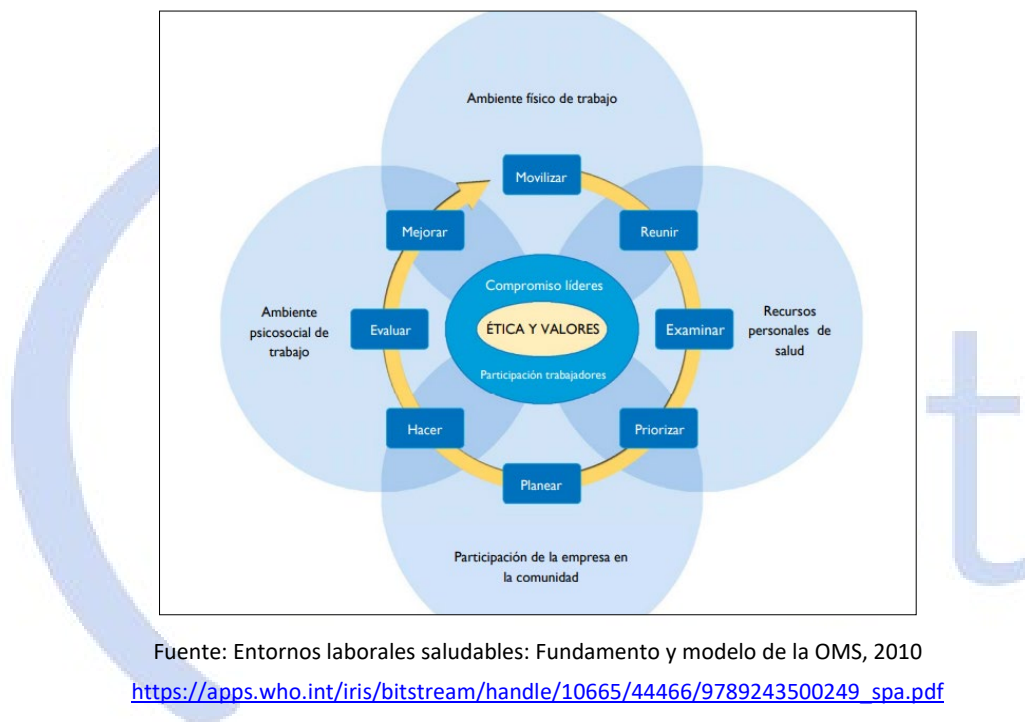 Ambiente físico de trabajo
Movilizar
Mejorar
Reunir
Compromiso líderes
Ambiente
psicosocial de
trabajo
Evaluar
ÉTICA Y VALORES
Examinar
Recursos
personales de
salud
Participación trabajadores
Hacer
Priorizar
Planear
Participación de la empresa en
la comunidad
t
Fuente: Entornos laborales saludables: Fundamento y modelo de la OMS, 2010
https://apps.who.int/iris/bitstream/handle/10665/44466/9789243500249_spa.pdf